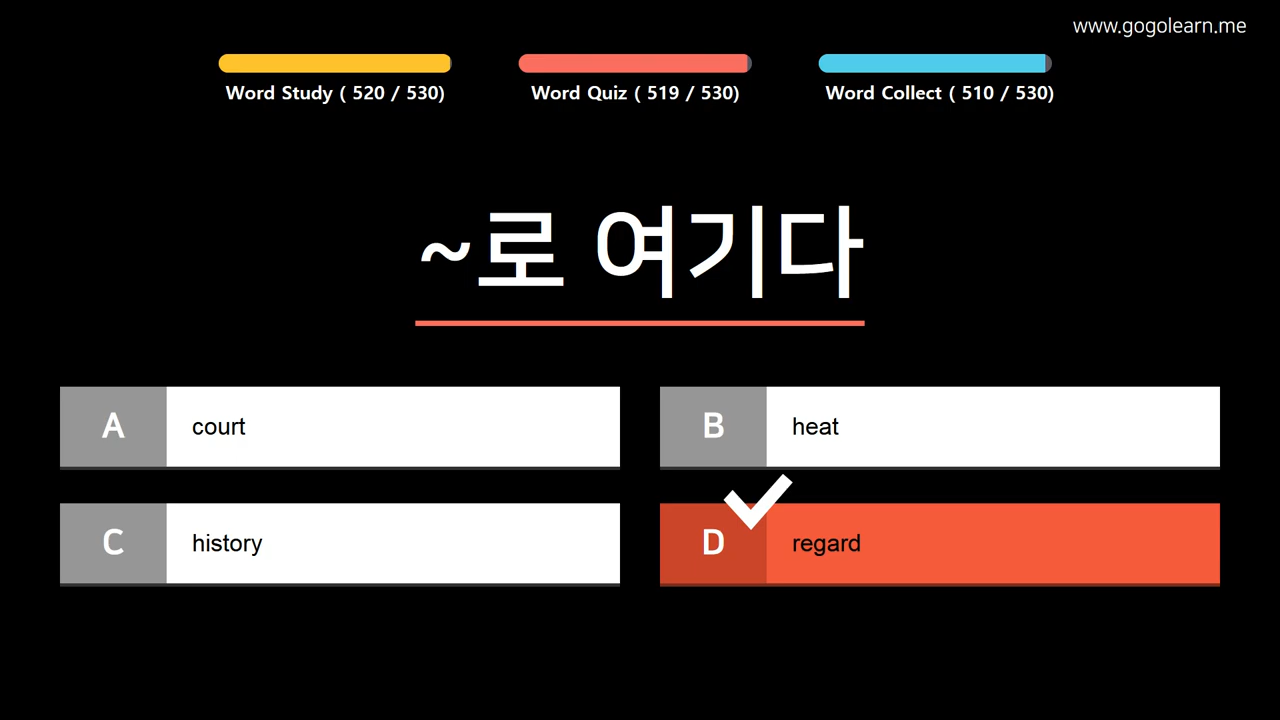 www.gogolearn.me
Word Study ( 520 / 530)
Word Quiz ( 519 / 530)
Word Collect ( 510 / 530)
~로 여기다
A court
B heat
C history
D regard